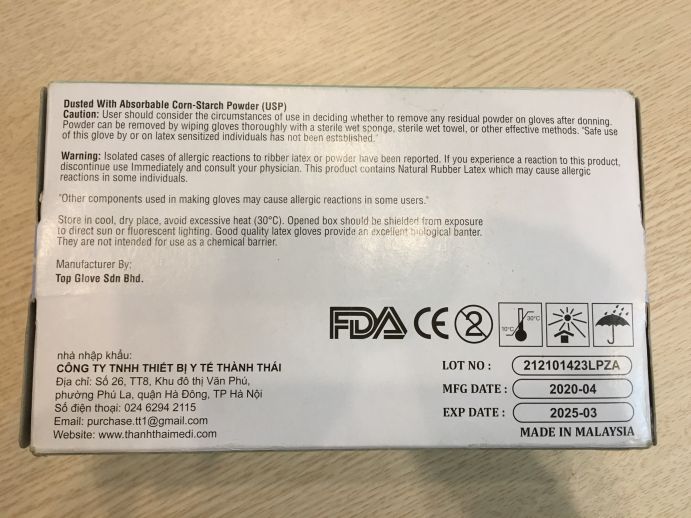 Dusted With Absorbable Corn-Starch Powder (USP)
Caution: User should consider the circumstances of use in deciding whether to remove any residual powder on gloves after donning.
Powder can be removed by wiping gloves thoroughly with a sterile wet sponge, sterile wet towel, or other effective methods. "Safe use
of this glove by or on latex sensitized individuals has not been estbblished."
Warning: Isolated cases of allergic reactions to ribber latex or powder have been reported. If you experience a reaction to this product,
discontinue use Immediately and consult your physician. This product contains Natural Rubber Latex which may cause allergic
reactions in some individuals.
"Other components used in making gloves may cause allergic reactions in some users."
Store in cool, dry place, avoid excessive heat (30°C). Opened box should be shielded from exposure
to direct sun or fluorescent lighting. Good quality latex gloves provide an excellent biological banter.
They are not intended for use as a chemical barrier.
Manufacturer By:
Top Glove Sdn Bhd.
FDA CE 2 10°C 30°C
nhà nhập khẩu:
CÔNG TY TNHH THIẾT BỊ Y TẾ THÀNH THÁI
Địa chỉ: Số 26, TT8, Khu đô thị Văn Phú,
phường Phú La, quận Hà Đông, TP Hà Nội
Số điện thoại: 024 6294 2115
Email: purchase.tt1@gmail.com
Website: www.thanhthaimedi.com
LOT NO : 212101423LPZA
MFG DATE : 2020-04
EXP DATE : 2025-03
MADE IN MALAYSIA